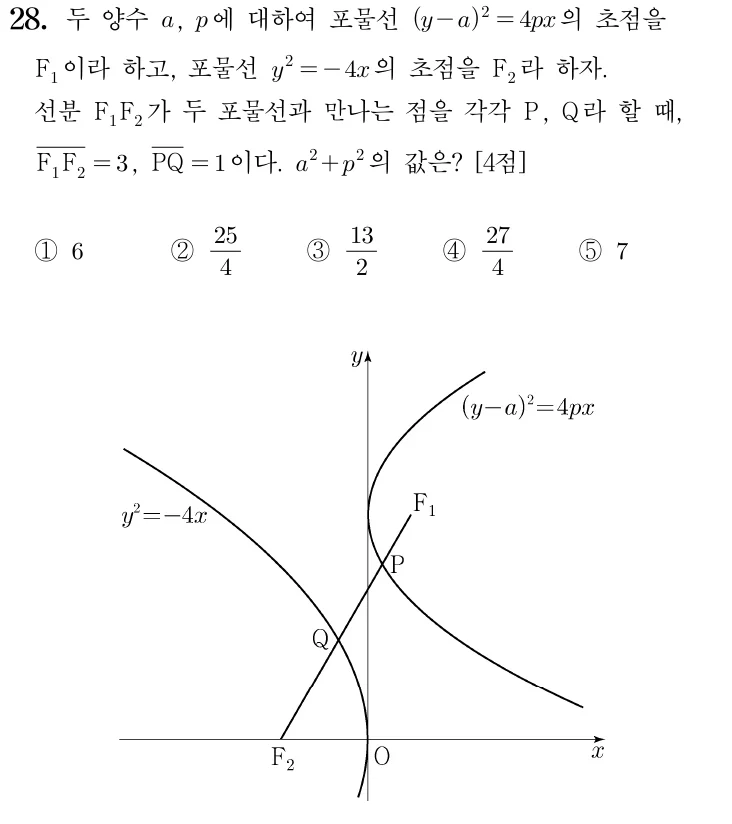 28. 두 양수 a, p에 대하여 포물선 (y−a)²=4px의 초점을
F₁이라 하고, 포물선 y²=−4x의 초점을 F₂라 하자.
선분 F₁F₂가 두 포물선과 만나는 점을 각각 P, Q라 할 때,
F₁F₂=3, PQ=1이다. a²+p²의 값은? [4점]
① 6 ② 25/4 ③ 13/2 ④ 27/4 ⑤ 7
y
(y−a)²=4px
F₁
y²=−4x
P
Q
F₂ O x